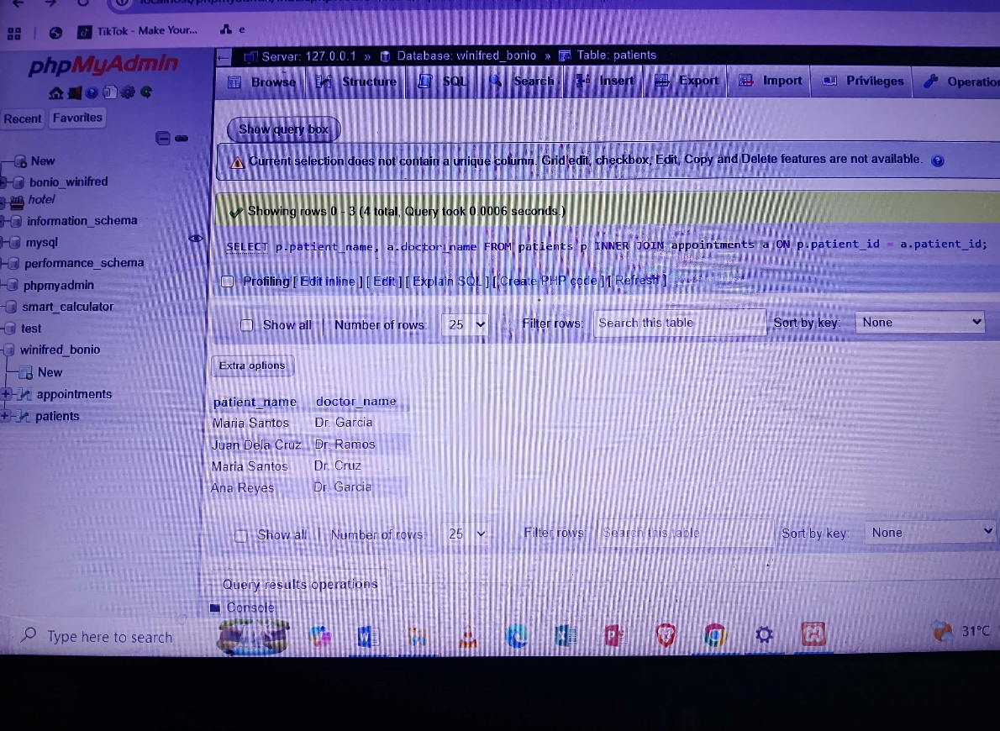 TikTok - Make Your...
e
phpMyAdmin
Recent Favorites
New
bonio_winifred
hotel
information_schema
mysql
performance_schema
phpmyadmin
smart_calculator
test
winifred_bonio
New
appointments
patients
Server: 127.0.0.1 » Database: winifred_bonio » Table: patients
Browse Structure SQL Search Insert Export Import Privileges Operation
Show query box
Current selection does not contain a unique column. Grid edit, checkbox, Edit, Copy and Delete features are not available.
Showing rows 0 - 3 (4 total, Query took 0.0006 seconds.)
SELECT p.patient_name, a.doctor_name FROM patients p INNER JOIN appointments a ON p.patient_id = a.patient_id;
Profiling [ Edit inline ] [ Edit ] [ Explain SQL ] [ Create PHP code ] [ Refresh ]
Show all | Number of rows: 25 Filter rows: Search this table Sort by key: None
Extra options
patient_name doctor_name
Maria Santos Dr. Garcia
Juan Dela Cruz Dr. Ramos
Maria Santos Dr. Cruz
Ana Reyes Dr. Garcia
Show all | Number of rows: 25 Filter rows: Search this table Sort by key: None
Query results operations
Console
Type here to search
31°C